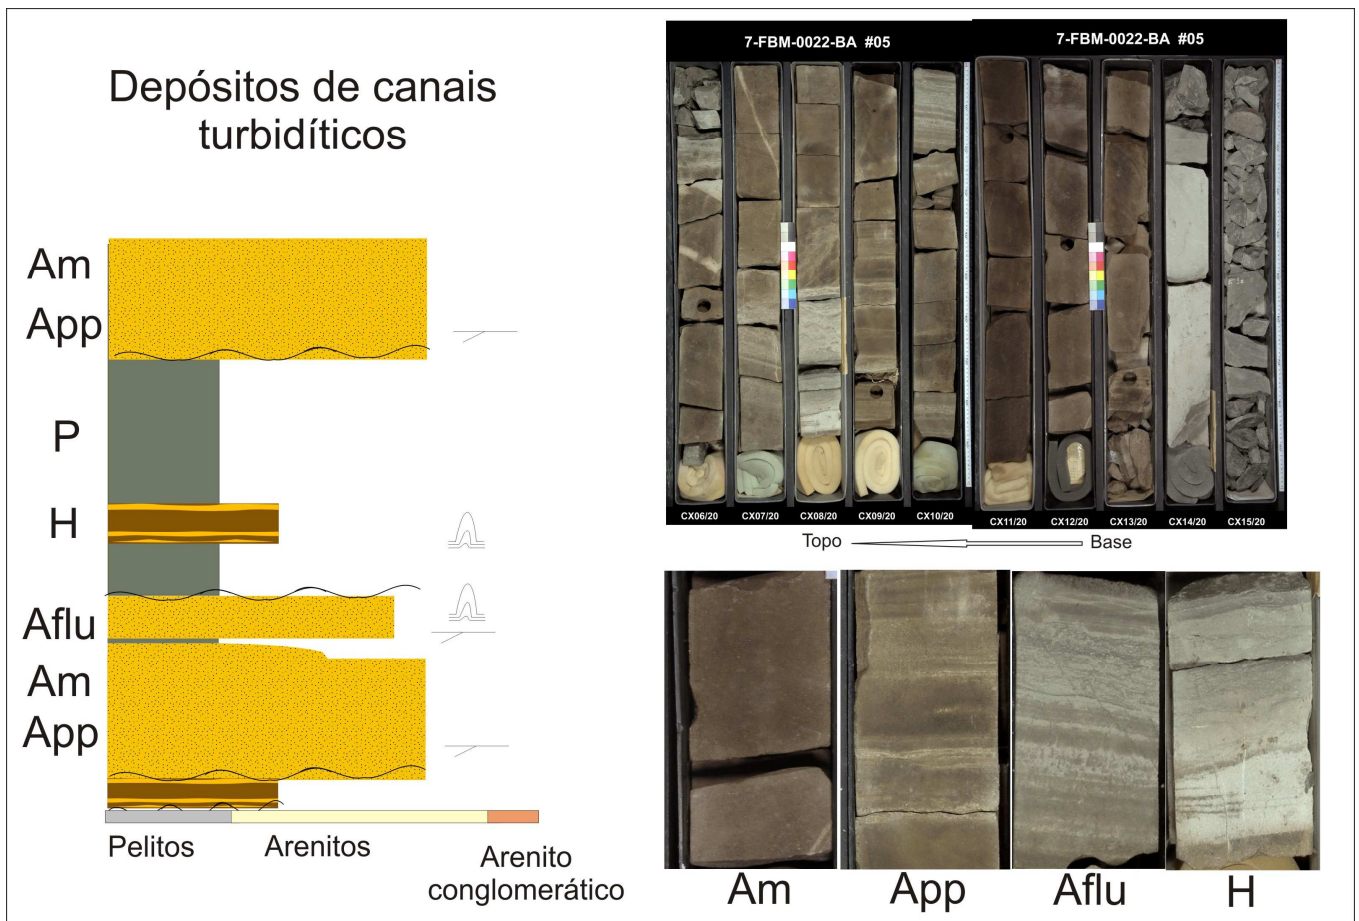 Depósitos de canais
turbidíticos
Am
App
P
H
Aflu
Am
App
Pelitos
Arenitos
Arenito
conglomerático
7-FBM-0022-BA #05
7-FBM-0022-BA #05
CX06/20 CX07/20 CX08/20 CX09/20 CX10/20
CX11/20 CX12/20 CX13/20 CX14/20 CX15/20
Topo Base
Am App Aflu H